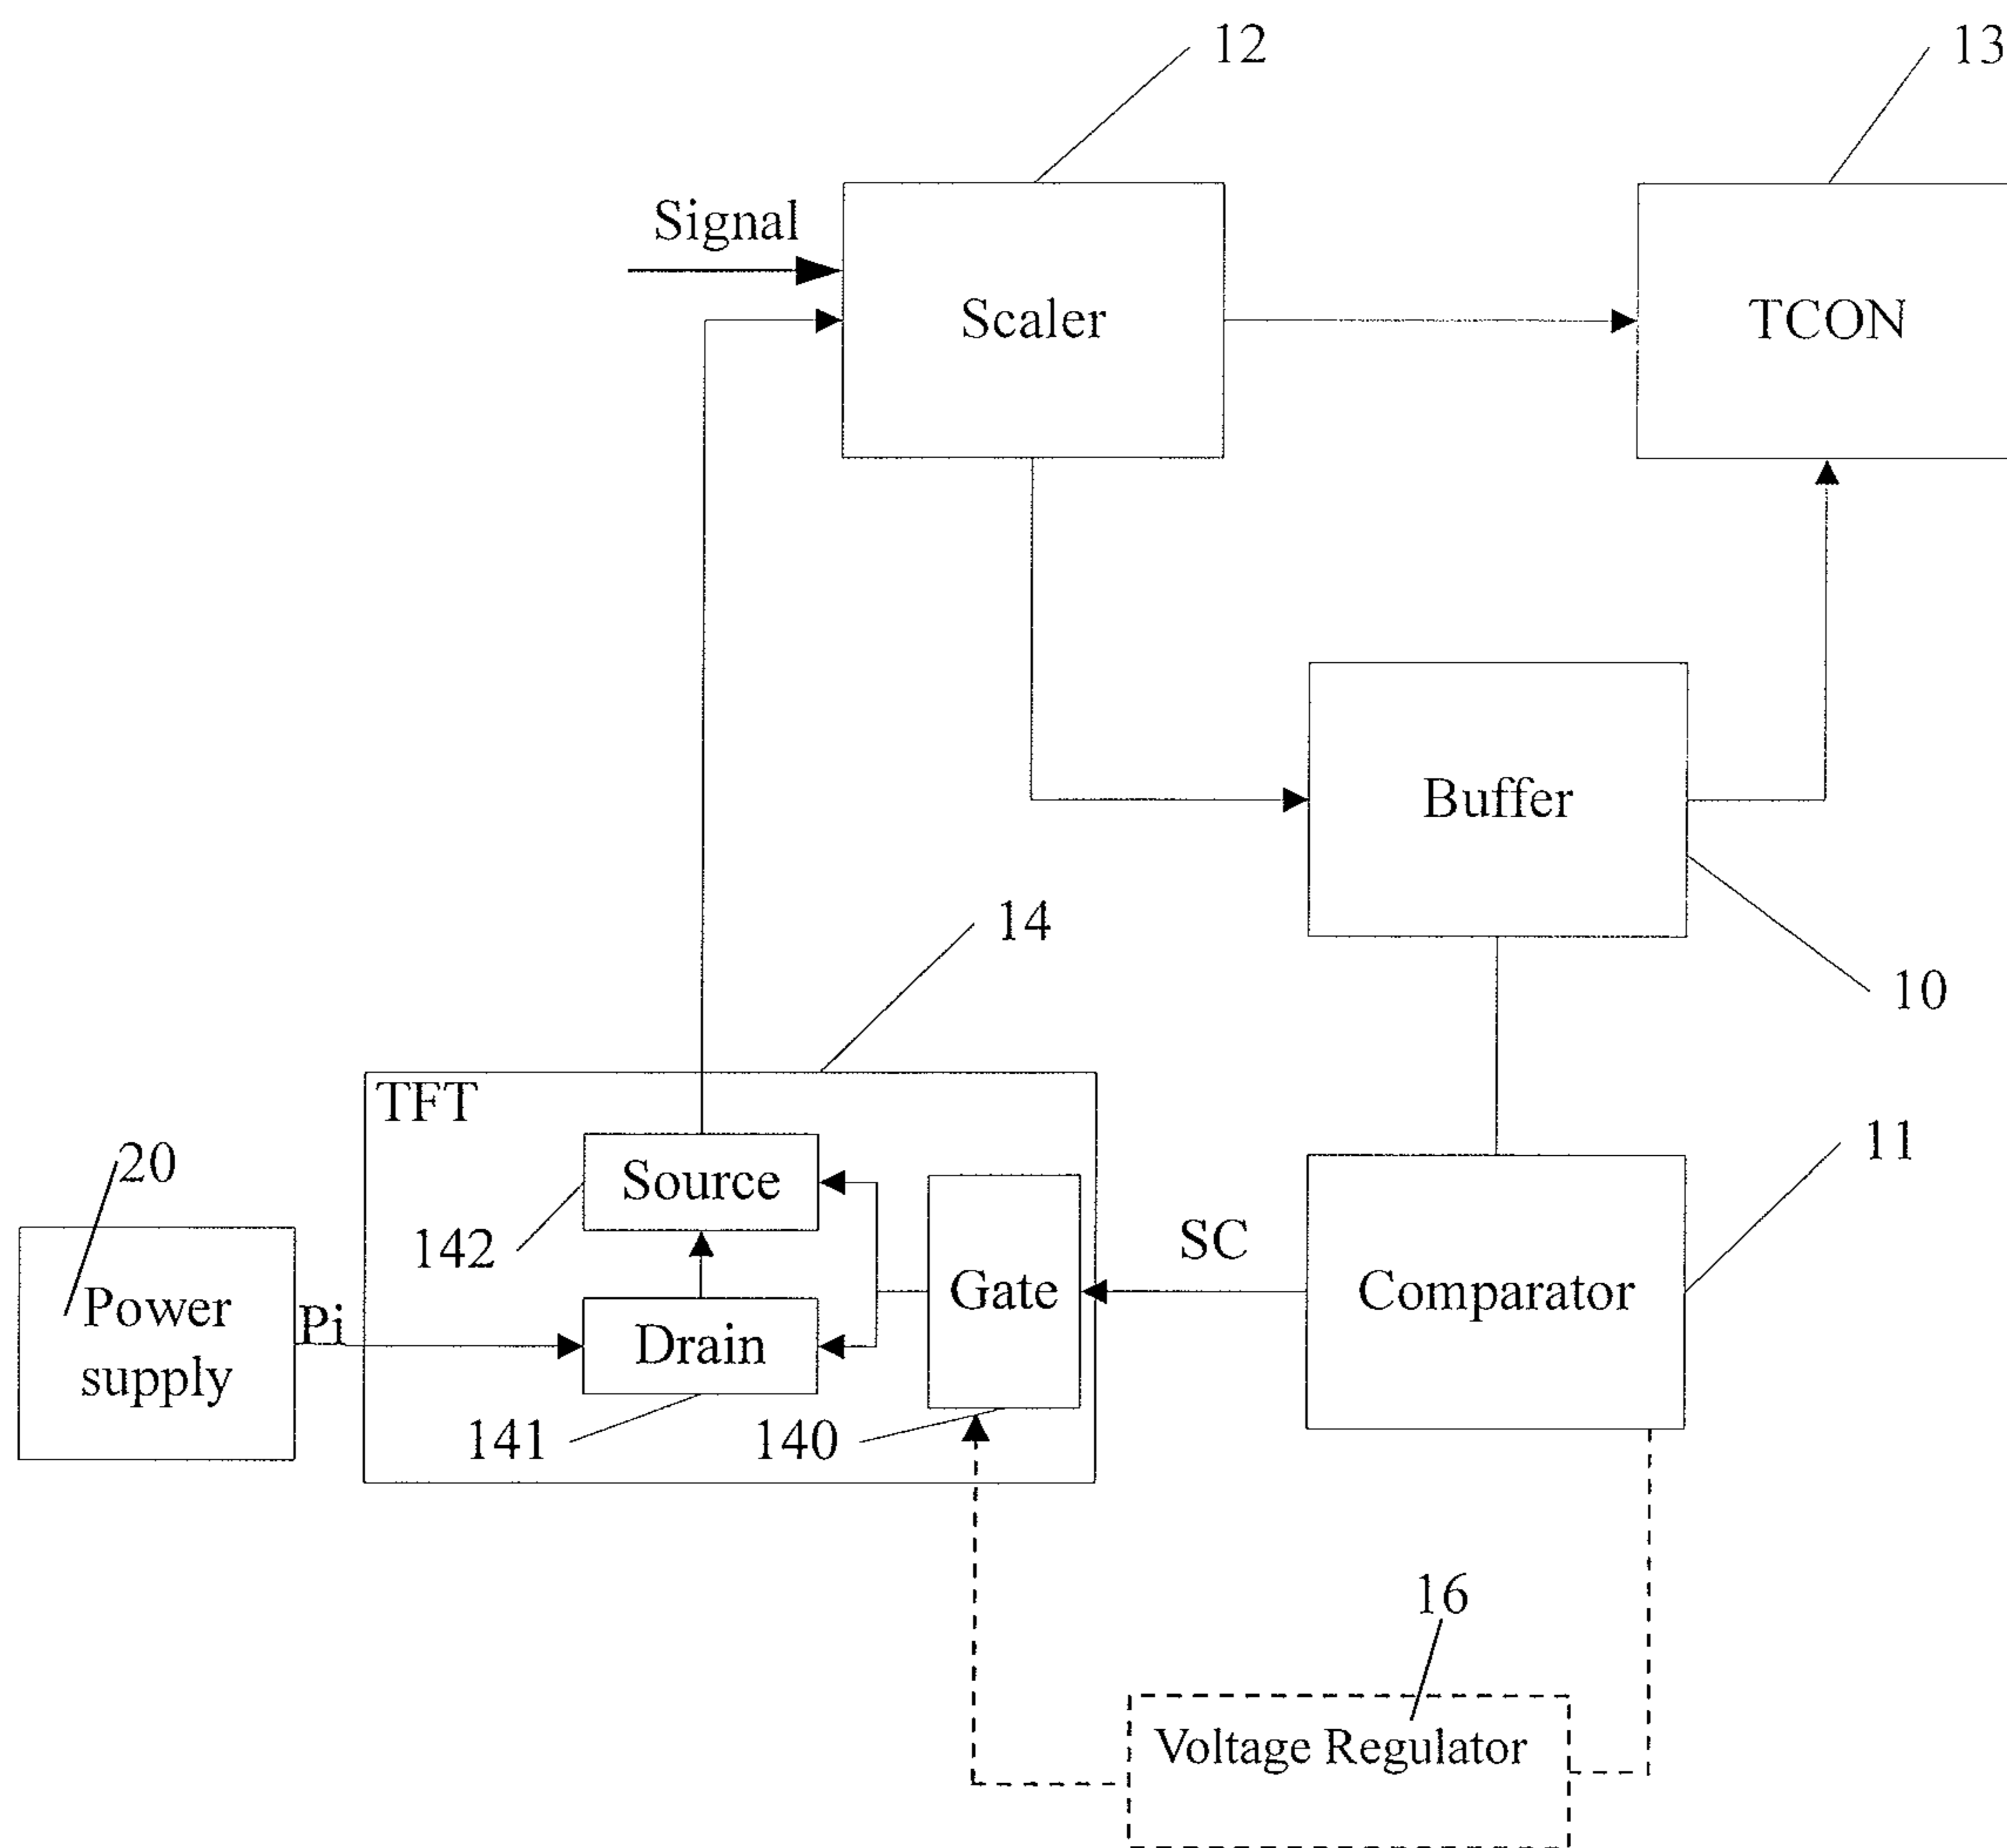 12
13
Signal
Scaler
TCON
Buffer
14
10
TFT
20
Source
11
142
SC
Gate
Comparator
Power
supply
Pi
Drain
141
140
16
Voltage Regulator